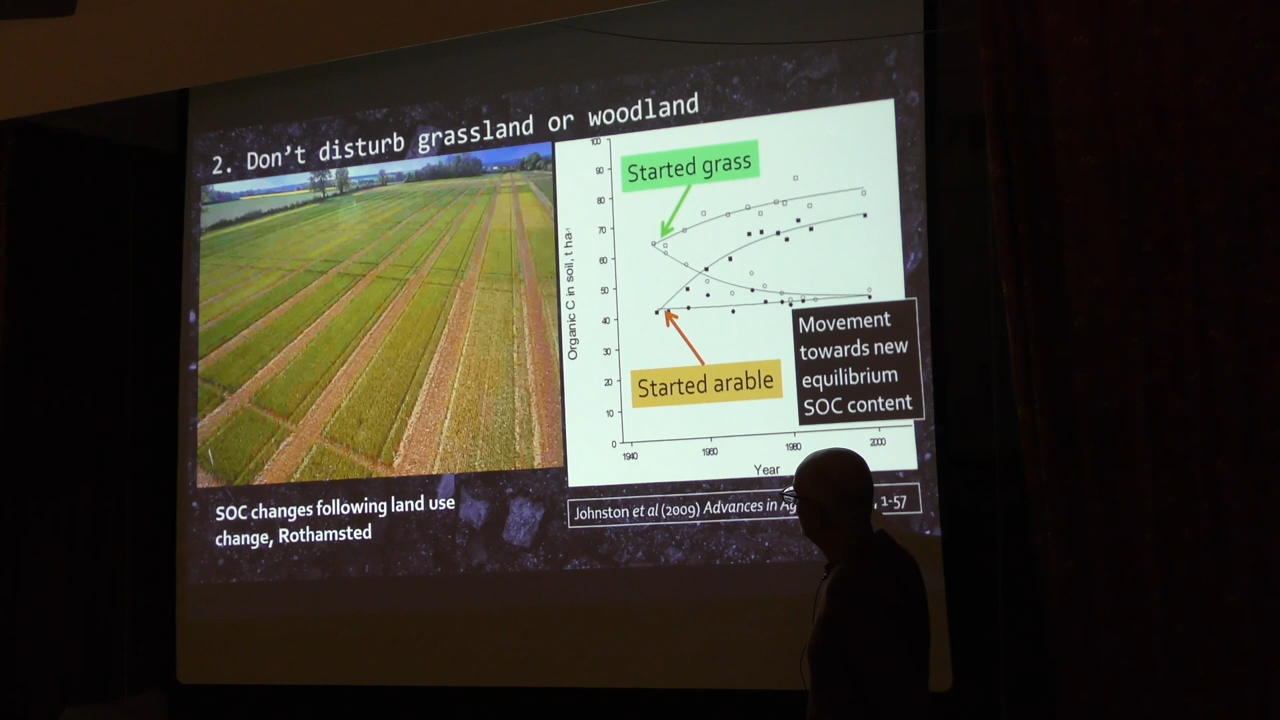 2. Don't disturb grassland or woodland
Started grass
Started arable
Movement
towards new
equilibrium
SOC content
Organic C in soil, t ha-
100
90
80
70
60
50
40
30
20
10
0
1940
1960
1980
2000
Year
SOC changes following land use
change, Rothamsted
Johnston et al (2009) Advances in , 1-57